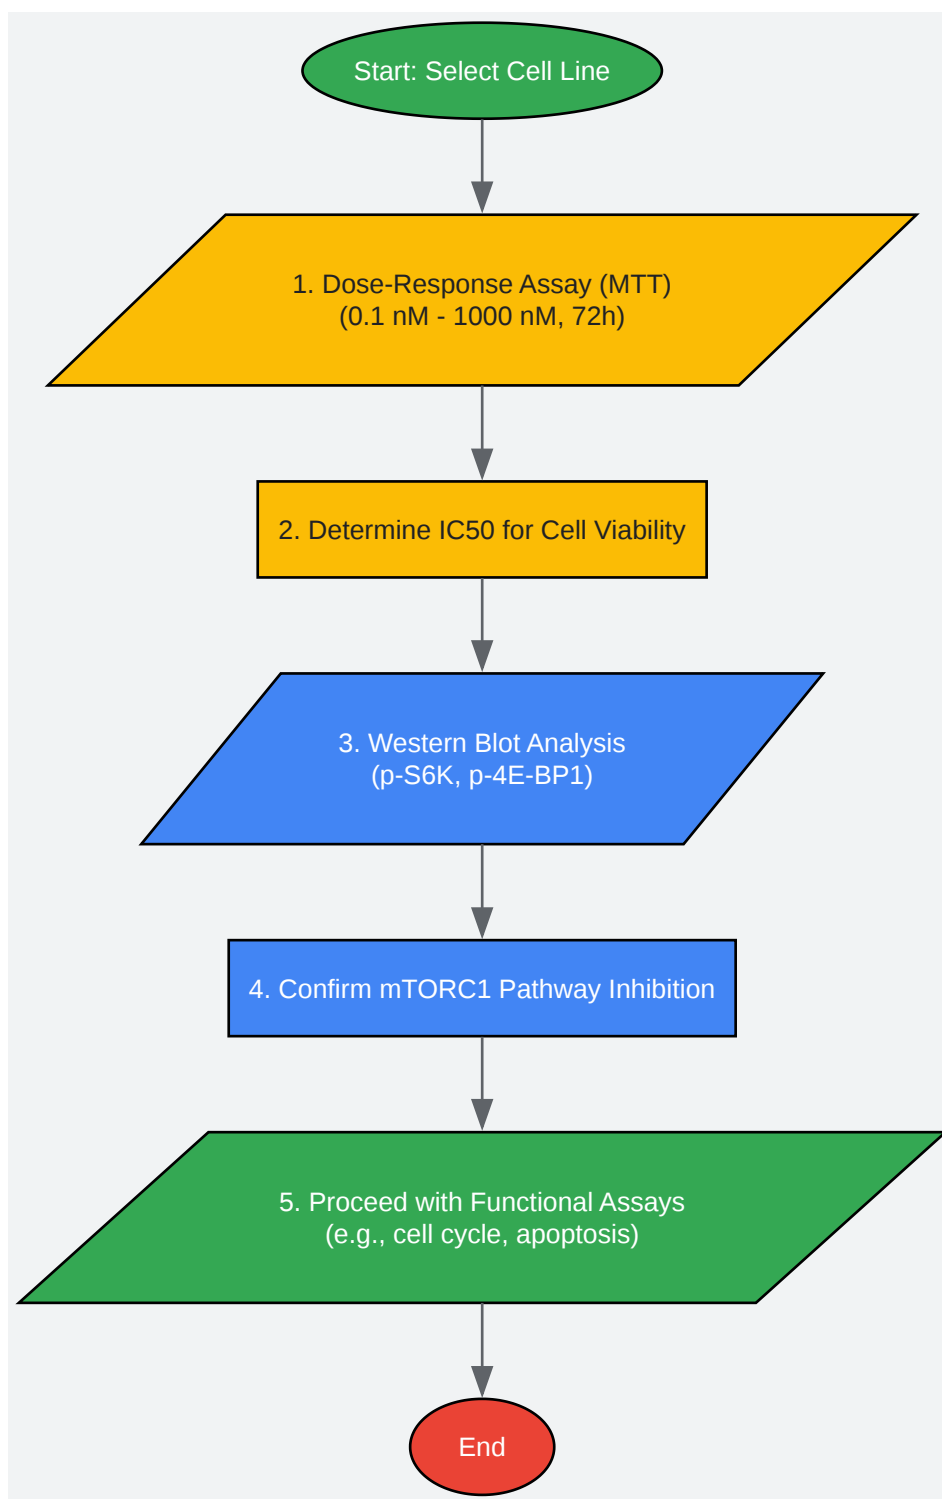 Start: Select Cell Line
1. Dose-Response Assay (MTT)
(0.1 nM - 1000 nM, 72h)
2. Determine IC50 for Cell Viability
3. Western Blot Analysis
(p-S6K, p-4E-BP1)
4. Confirm mTORC1 Pathway Inhibition
5. Proceed with Functional Assays
(e.g., cell cycle, apoptosis)
End